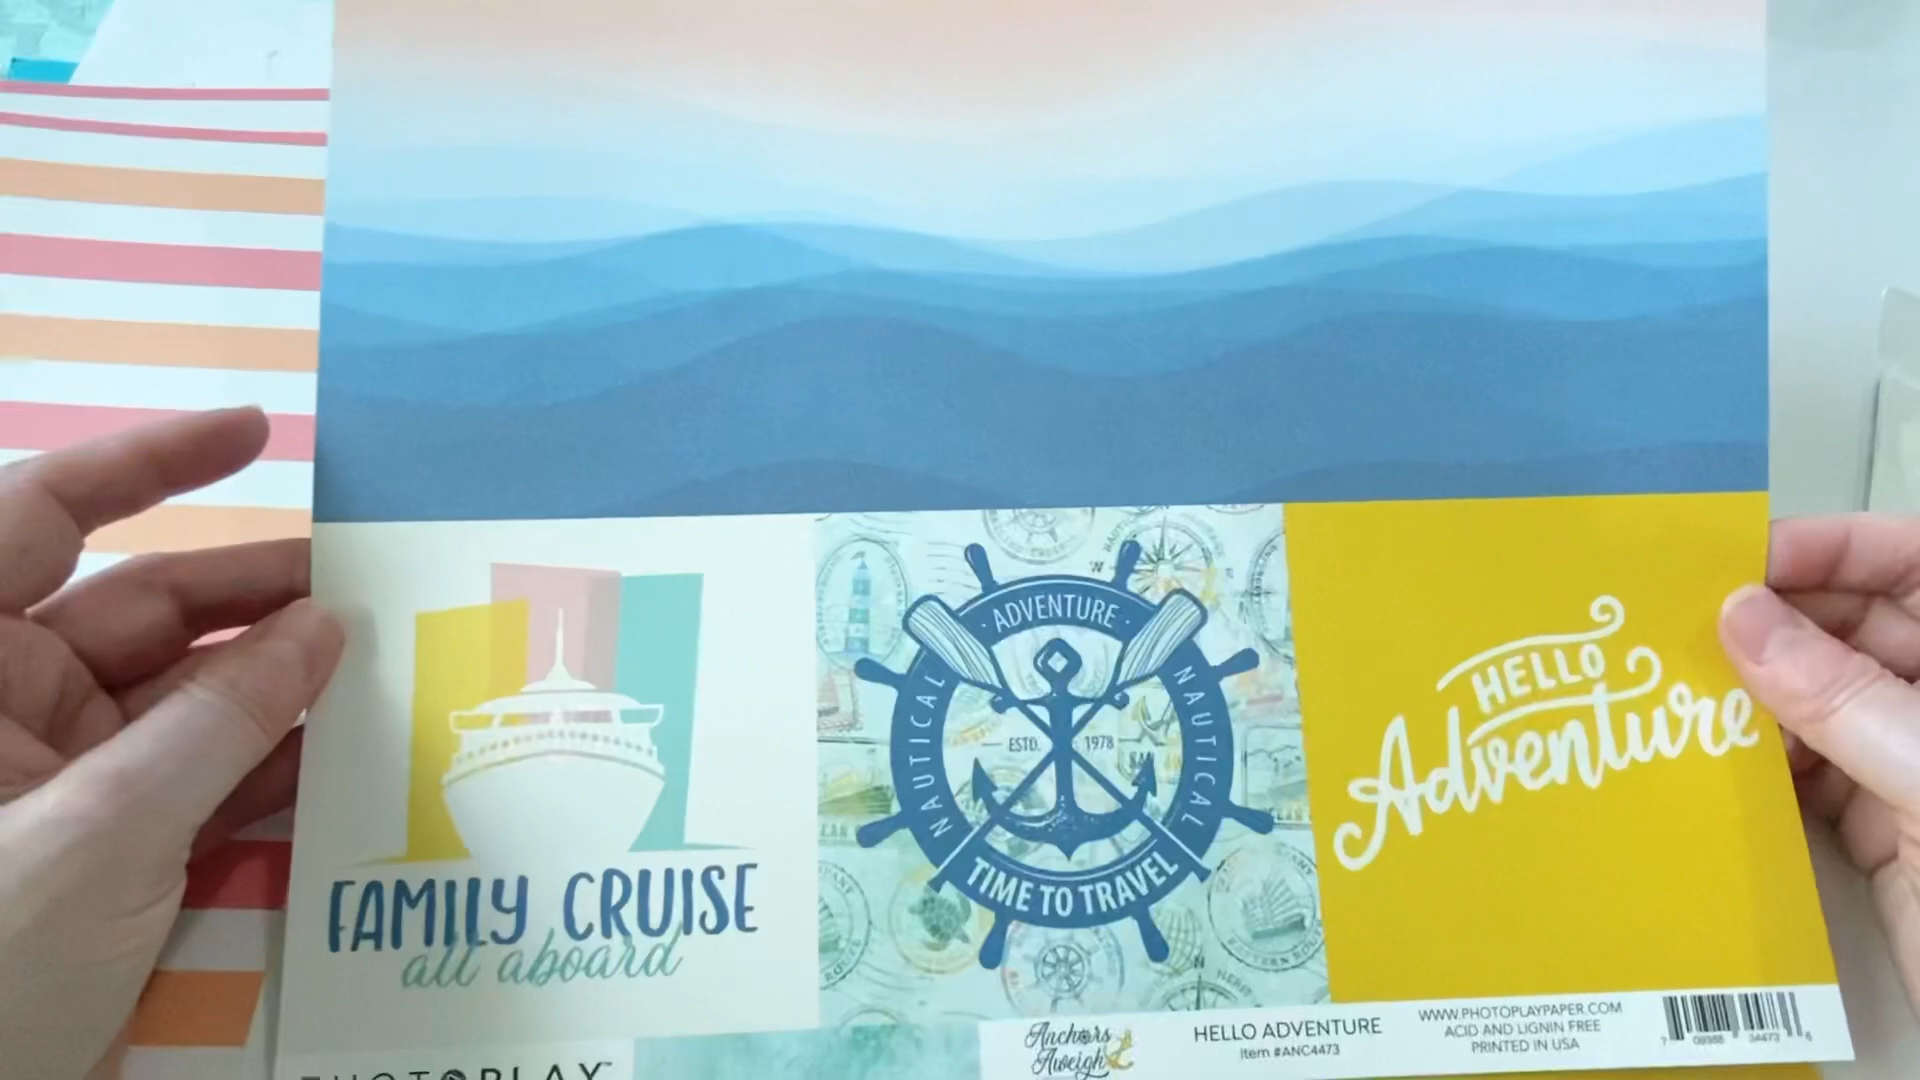 FAMILY CRUISE
all aboard
· ADVENTURE ·
NAUTICAL
NAUTICAL
ESTD. 1978
TIME TO TRAVEL
HELLO
Adventure
PHOTOPLAY™
Anchors
Aweigh
HELLO ADVENTURE
Item #ANC4473
WWW.PHOTOPLAYPAPER.COM
ACID AND LIGNIN FREE
PRINTED IN USA